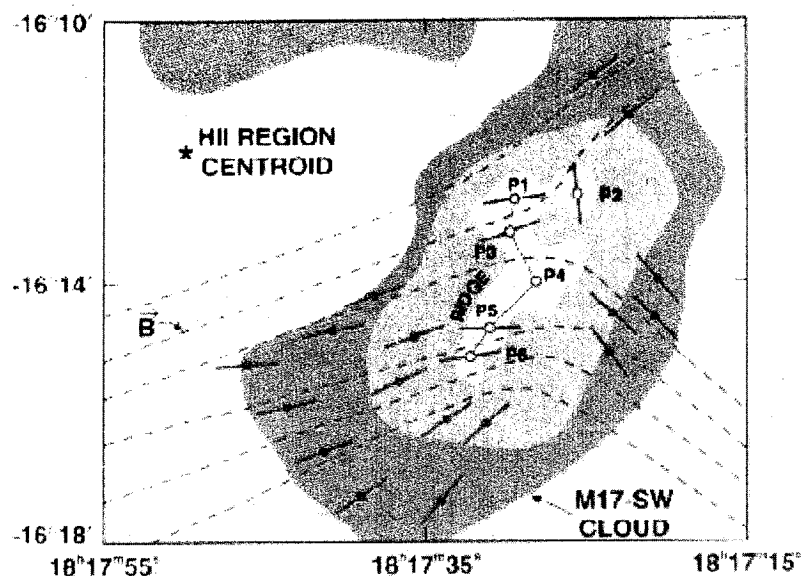 -16°10'
HII REGION
CENTROID
P1
P2
P3
-16°14'
P4
RIDGE
B
P5
P6
M17-SW
CLOUD
-16°18'
18ʰ17ᵐ55ˢ
18ʰ17ᵐ35ˢ
18ʰ17ᵐ15ˢ